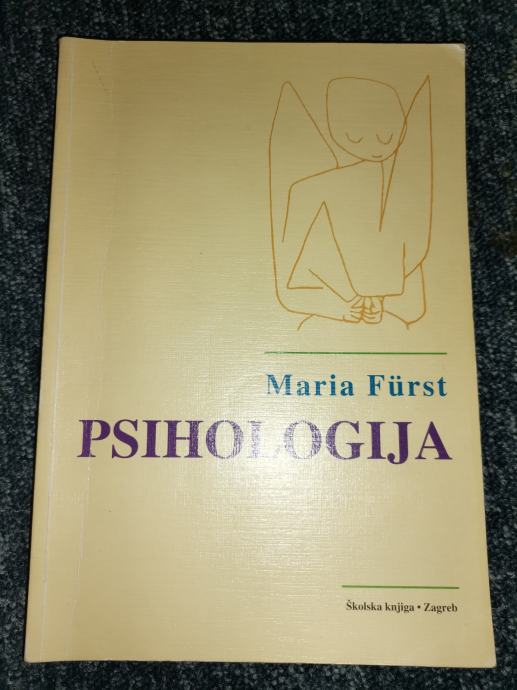 Maria Fürst
PSIHOLOGIJA
Školska knjiga • Zagreb